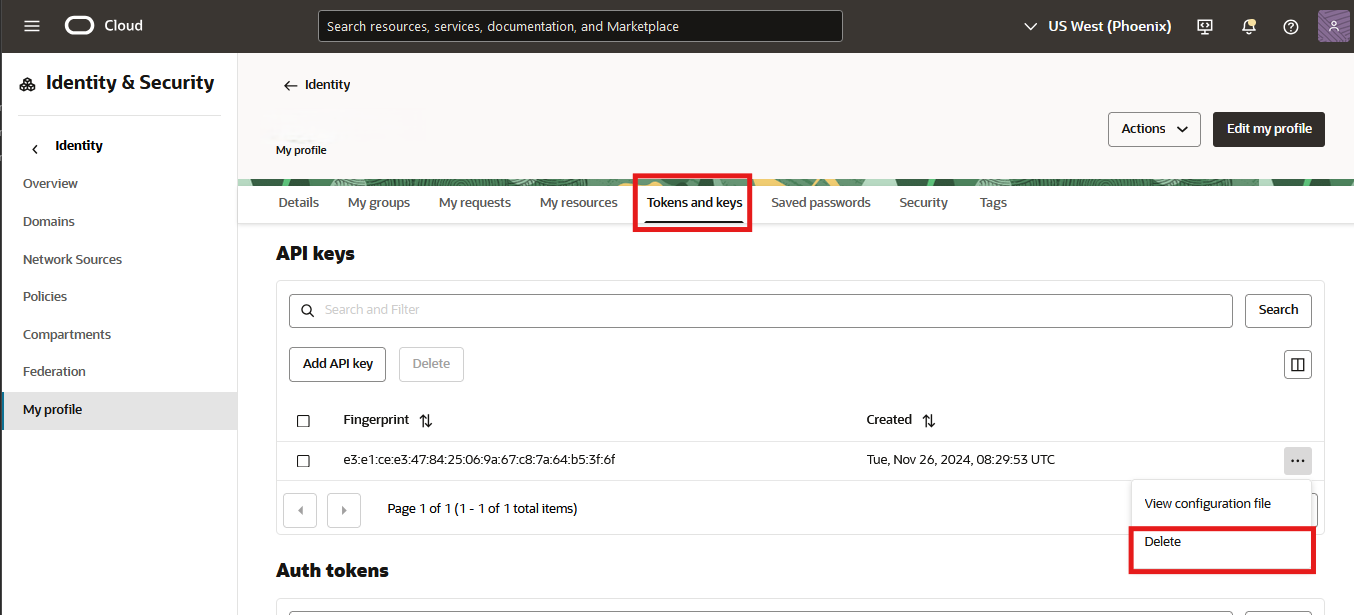 Cloud
Search resources, services, documentation, and Marketplace
US West (Phoenix)
Identity & Security
Identity
Overview
Domains
Network Sources
Policies
Compartments
Federation
My profile
Identity
My profile
Actions
Edit my profile
Details My groups My requests My resources Tokens and keys Saved passwords Security Tags
API keys
Search and Filter
Search
Add API key
Delete
Fingerprint Created
e3:e1:ce:e3:47:84:25:06:9a:67:c8:7a:64:b5:3f:6f Tue, Nov 26, 2024, 08:29:53 UTC
Page 1 of 1 (1 - 1 of 1 total items)
View configuration file
Delete
Auth tokens